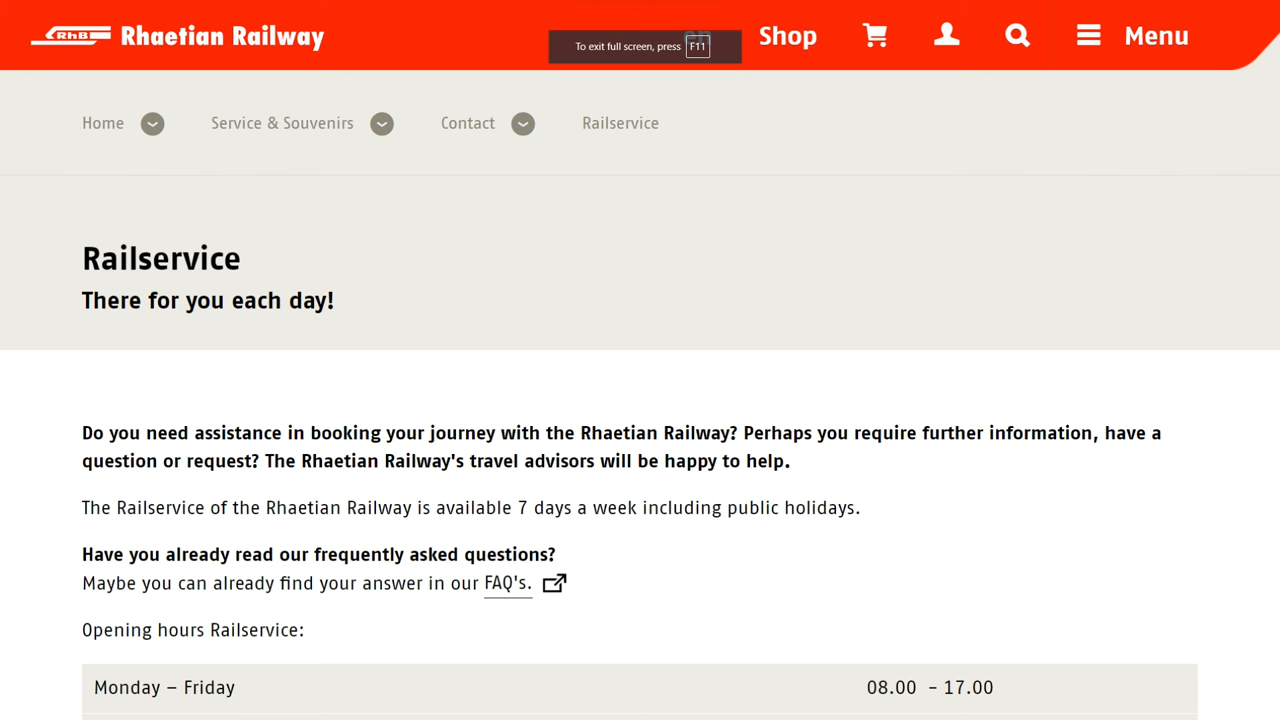 RhB Rhaetian Railway
To exit full screen, press F11
en
Shop
Menu
Home
Service & Souvenirs
Contact
Railservice
Railservice
There for you each day!
Do you need assistance in booking your journey with the Rhaetian Railway? Perhaps you require further information, have a
question or request? The Rhaetian Railway's travel advisors will be happy to help.
The Railservice of the Rhaetian Railway is available 7 days a week including public holidays.
Have you already read our frequently asked questions?
Maybe you can already find your answer in our FAQ's.
Opening hours Railservice:
Monday – Friday 08.00 - 17.00